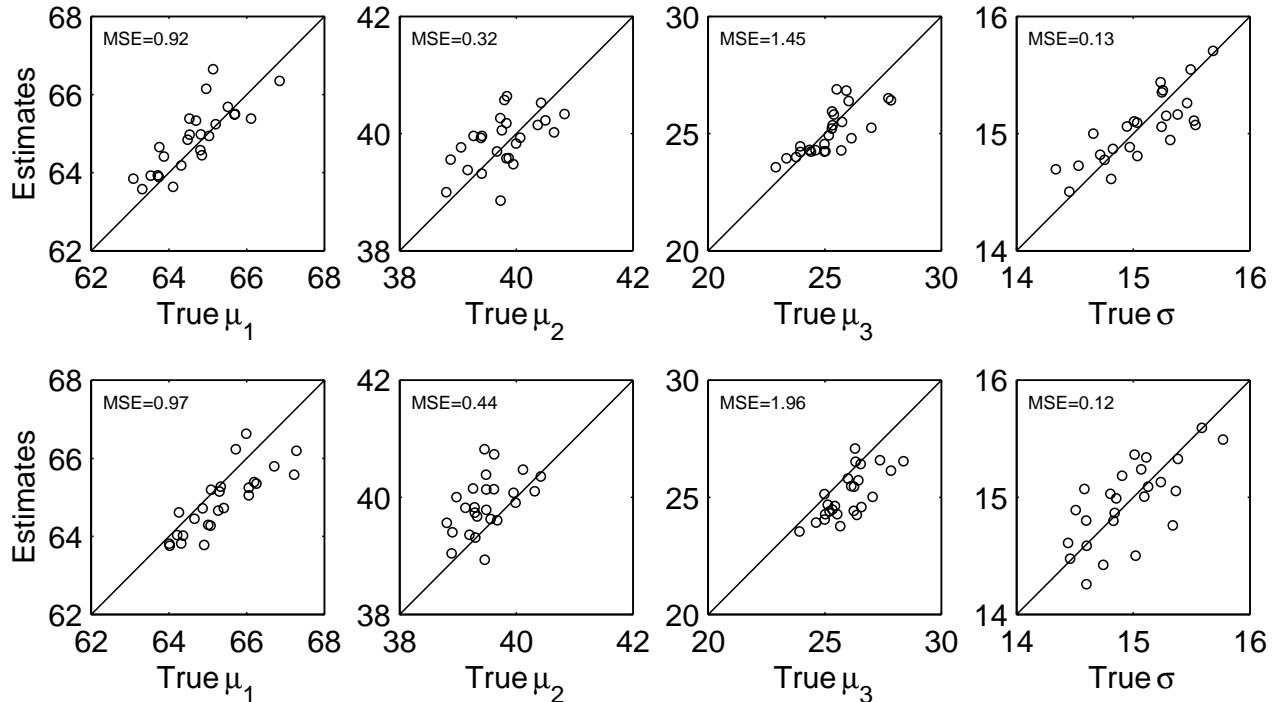 68
66
64
62
Estimates
MSE=0.92
62 64 66 68
True μ1
42
40
38
MSE=0.32
38 40 42
True μ2
30
25
20
MSE=1.45
20 25 30
True μ3
16
15
14
MSE=0.13
14 15 16
True σ
68
66
64
62
Estimates
MSE=0.97
62 64 66 68
True μ1
42
40
38
MSE=0.44
38 40 42
True μ2
30
25
20
MSE=1.96
20 25 30
True μ3
16
15
14
MSE=0.12
14 15 16
True σ